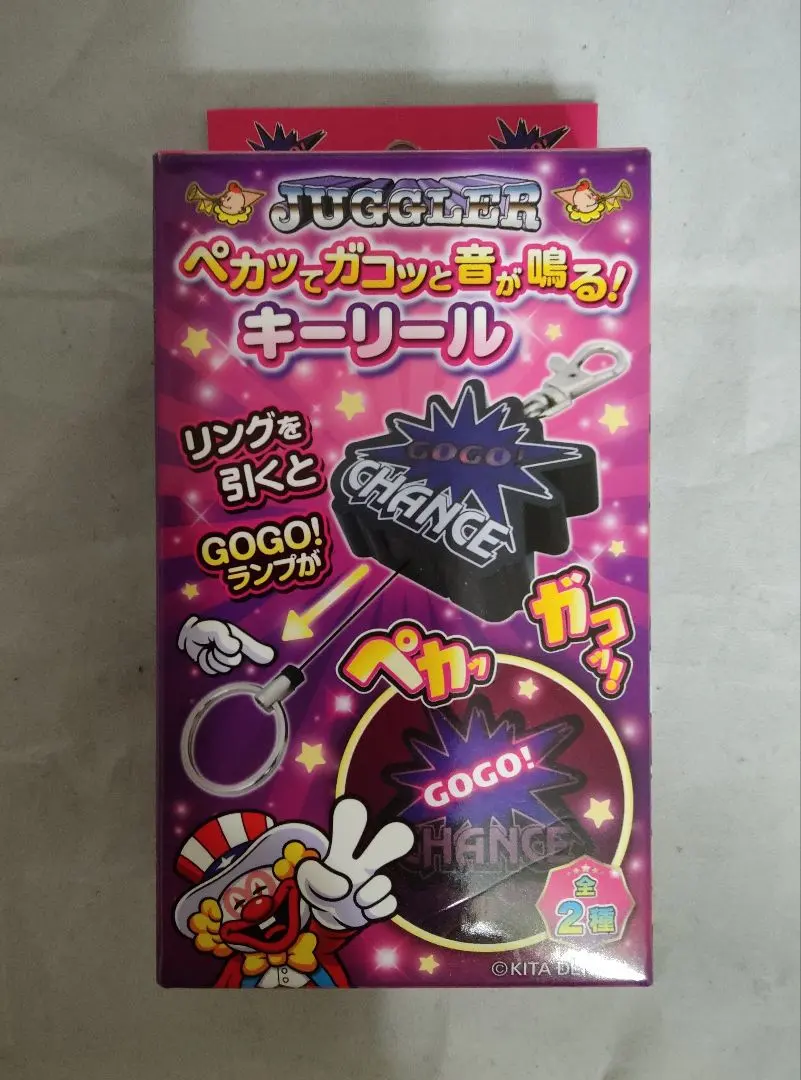 JUGGLER
ペカッてガコッと音が鳴る!
キーリール
リングを
引くと
GOGO!
ランプが
GOGO!
CHANCE
ガコッ!
ペカッ
GOGO!
CHANCE
全
2種
©KITA DE